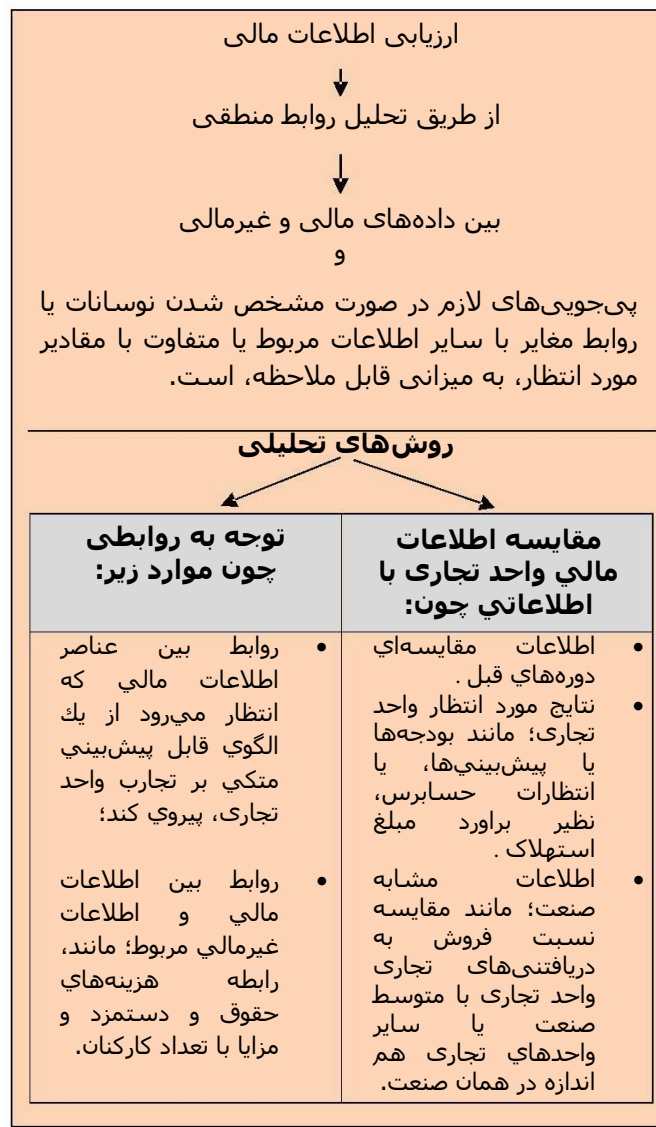 ارزیابی اطلاعات مالی
از طریق تحلیل روابط منطقی
بین داده‌های مالی و غیرمالی
و
پی‌جویی‌های لازم در صورت مشخص شدن نوسانات یا
روابط مغایر با سایر اطلاعات مربوط یا متفاوت با مقادیر
مورد انتظار، به میزانی قابل ملاحظه، است.
روش‌های تحلیلی
مقایسه اطلاعات
مالي واحد تجاری با
اطلاعاتي چون:
• اطلاعات مقایسه‌اي
دوره‌هاي قبل .
• نتایج مورد انتظار واحد
تجاری؛ مانند بودجه‌ها
یا پیش‌بیني‌ها، یا
انتظارات حسابرس،
نظیر براورد مبلغ
استهلاک .
• اطلاعات مشابه
صنعت؛ مانند مقایسه
نسبت فروش به
دریافتنی‌های تجاری
واحد تجاری با متوسط
صنعت یا سایر
واحدهاي تجاری هم
اندازه در همان صنعت.
توجه به روابطی
چون موارد زیر:
• روابط بین عناصر
اطلاعات مالي که
انتظار مي‌رود از يك
الگوي قابل پیش‌بیني
متكي بر تجارب واحد
تجاری، پیروي کند؛
• روابط بین اطلاعات
مالي و اطلاعات
غیرمالي مربوط؛ مانند،
رابطه هزینه‌هاي
حقوق و دستمزد و
مزایا با تعداد کارکنان.